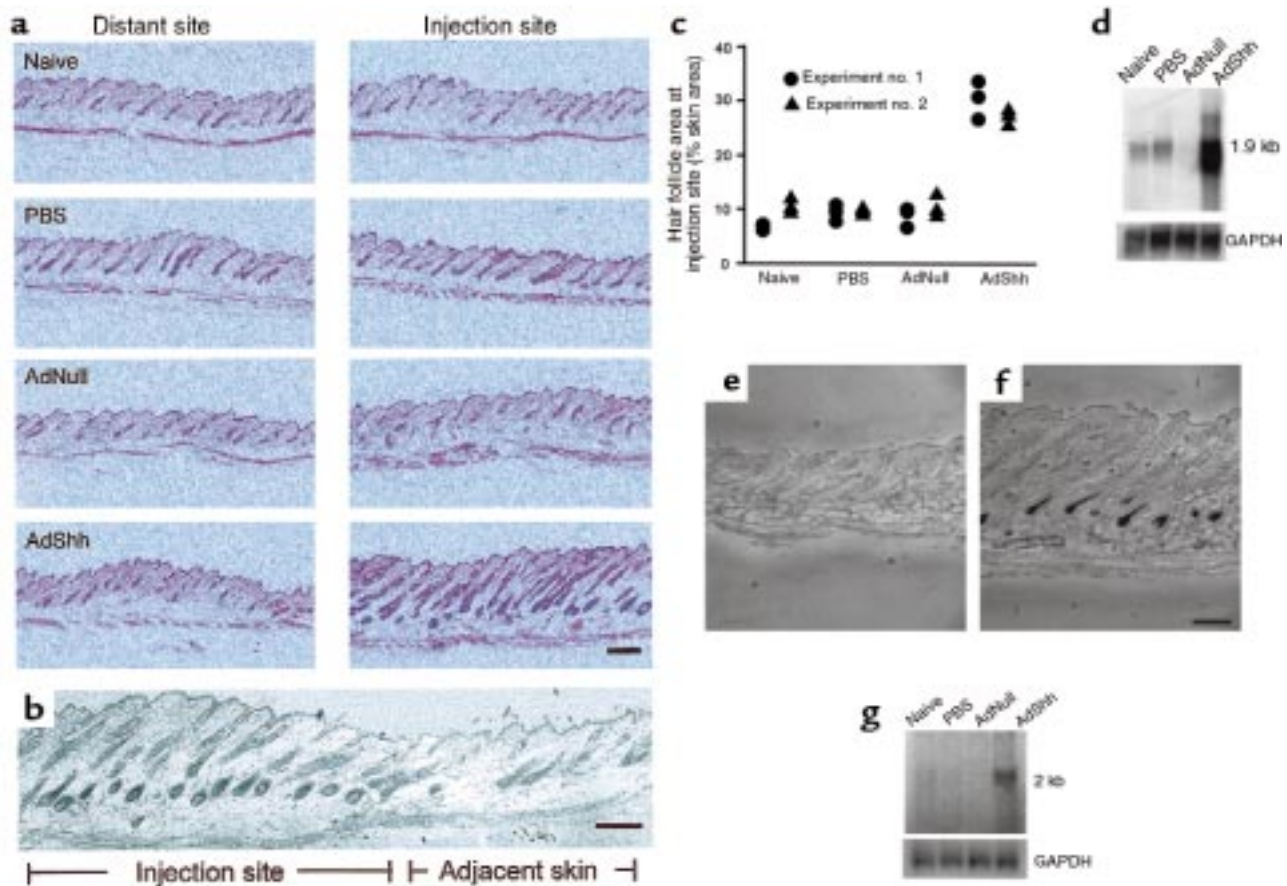 a
Distant site
Injection site
Naive
PBS
AdNull
AdShh
b
Injection site
Adjacent skin
c
Hair follicle area at
injection site (% skin area)
40
30
20
10
0
Experiment no. 1
Experiment no. 2
Naive
PBS
AdNull
AdShh
d
Naive
PBS
AdNull
AdShh
1.9 kb
GAPDH
e
f
g
Naive
PBS
AdNull
AdShh
2 kb
GAPDH